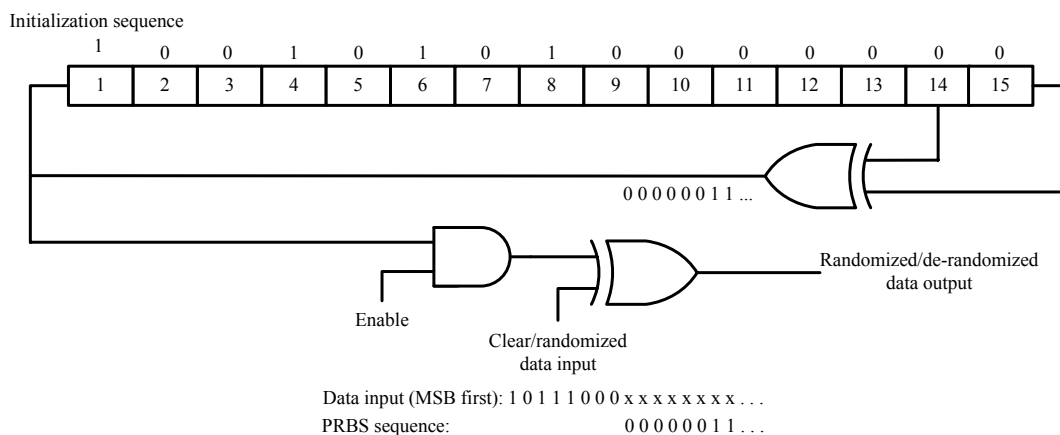 Initialization sequence
1 0 0 1 0 1 0 1 0 0 0 0 0 0 0
1 2 3 4 5 6 7 8 9 10 11 12 13 14 15
0 0 0 0 0 0 1 1 ...
Randomized/de-randomized
data output
Enable
Clear/randomized
data input
Data input (MSB first): 1 0 1 1 1 0 0 0 x x x x x x x x . . .
PRBS sequence: 0 0 0 0 0 0 1 1 . . .